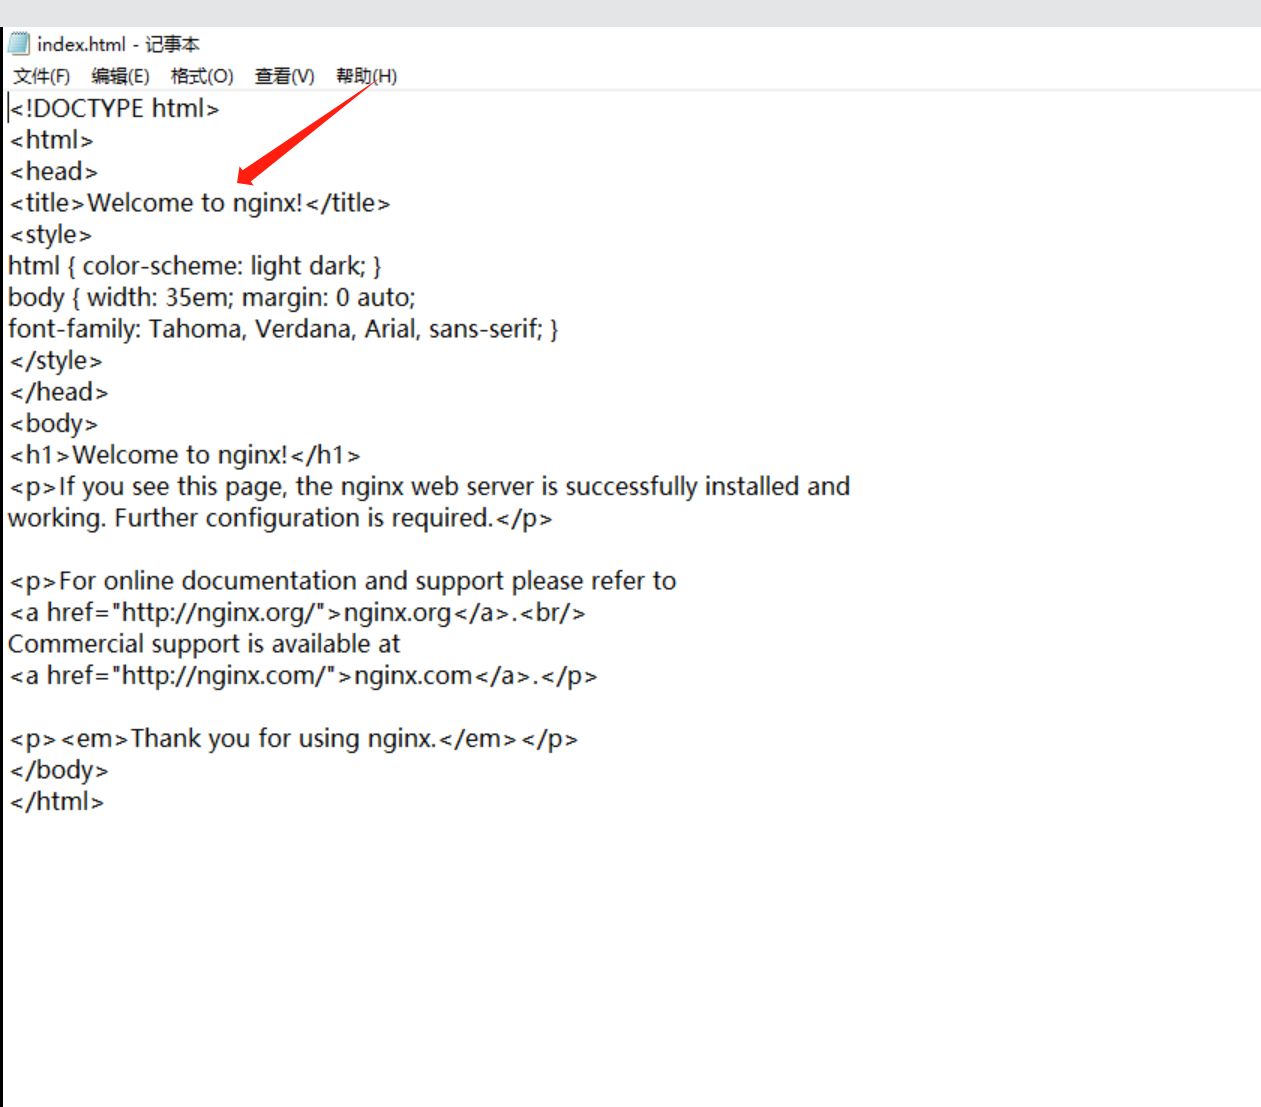 index.html - 记事本
文件(F) 编辑(E) 格式(O) 查看(V) 帮助(H)
<!DOCTYPE html>
<html>
<head>
<title>Welcome to nginx!</title>
<style>
html { color-scheme: light dark; }
body { width: 35em; margin: 0 auto;
font-family: Tahoma, Verdana, Arial, sans-serif; }
</style>
</head>
<body>
<h1>Welcome to nginx!</h1>
<p>If you see this page, the nginx web server is successfully installed and
working. Further configuration is required.</p>

<p>For online documentation and support please refer to
<a href="http://nginx.org/">nginx.org</a>.<br/>
Commercial support is available at
<a href="http://nginx.com/">nginx.com</a>.</p>

<p><em>Thank you for using nginx.</em></p>
</body>
</html>